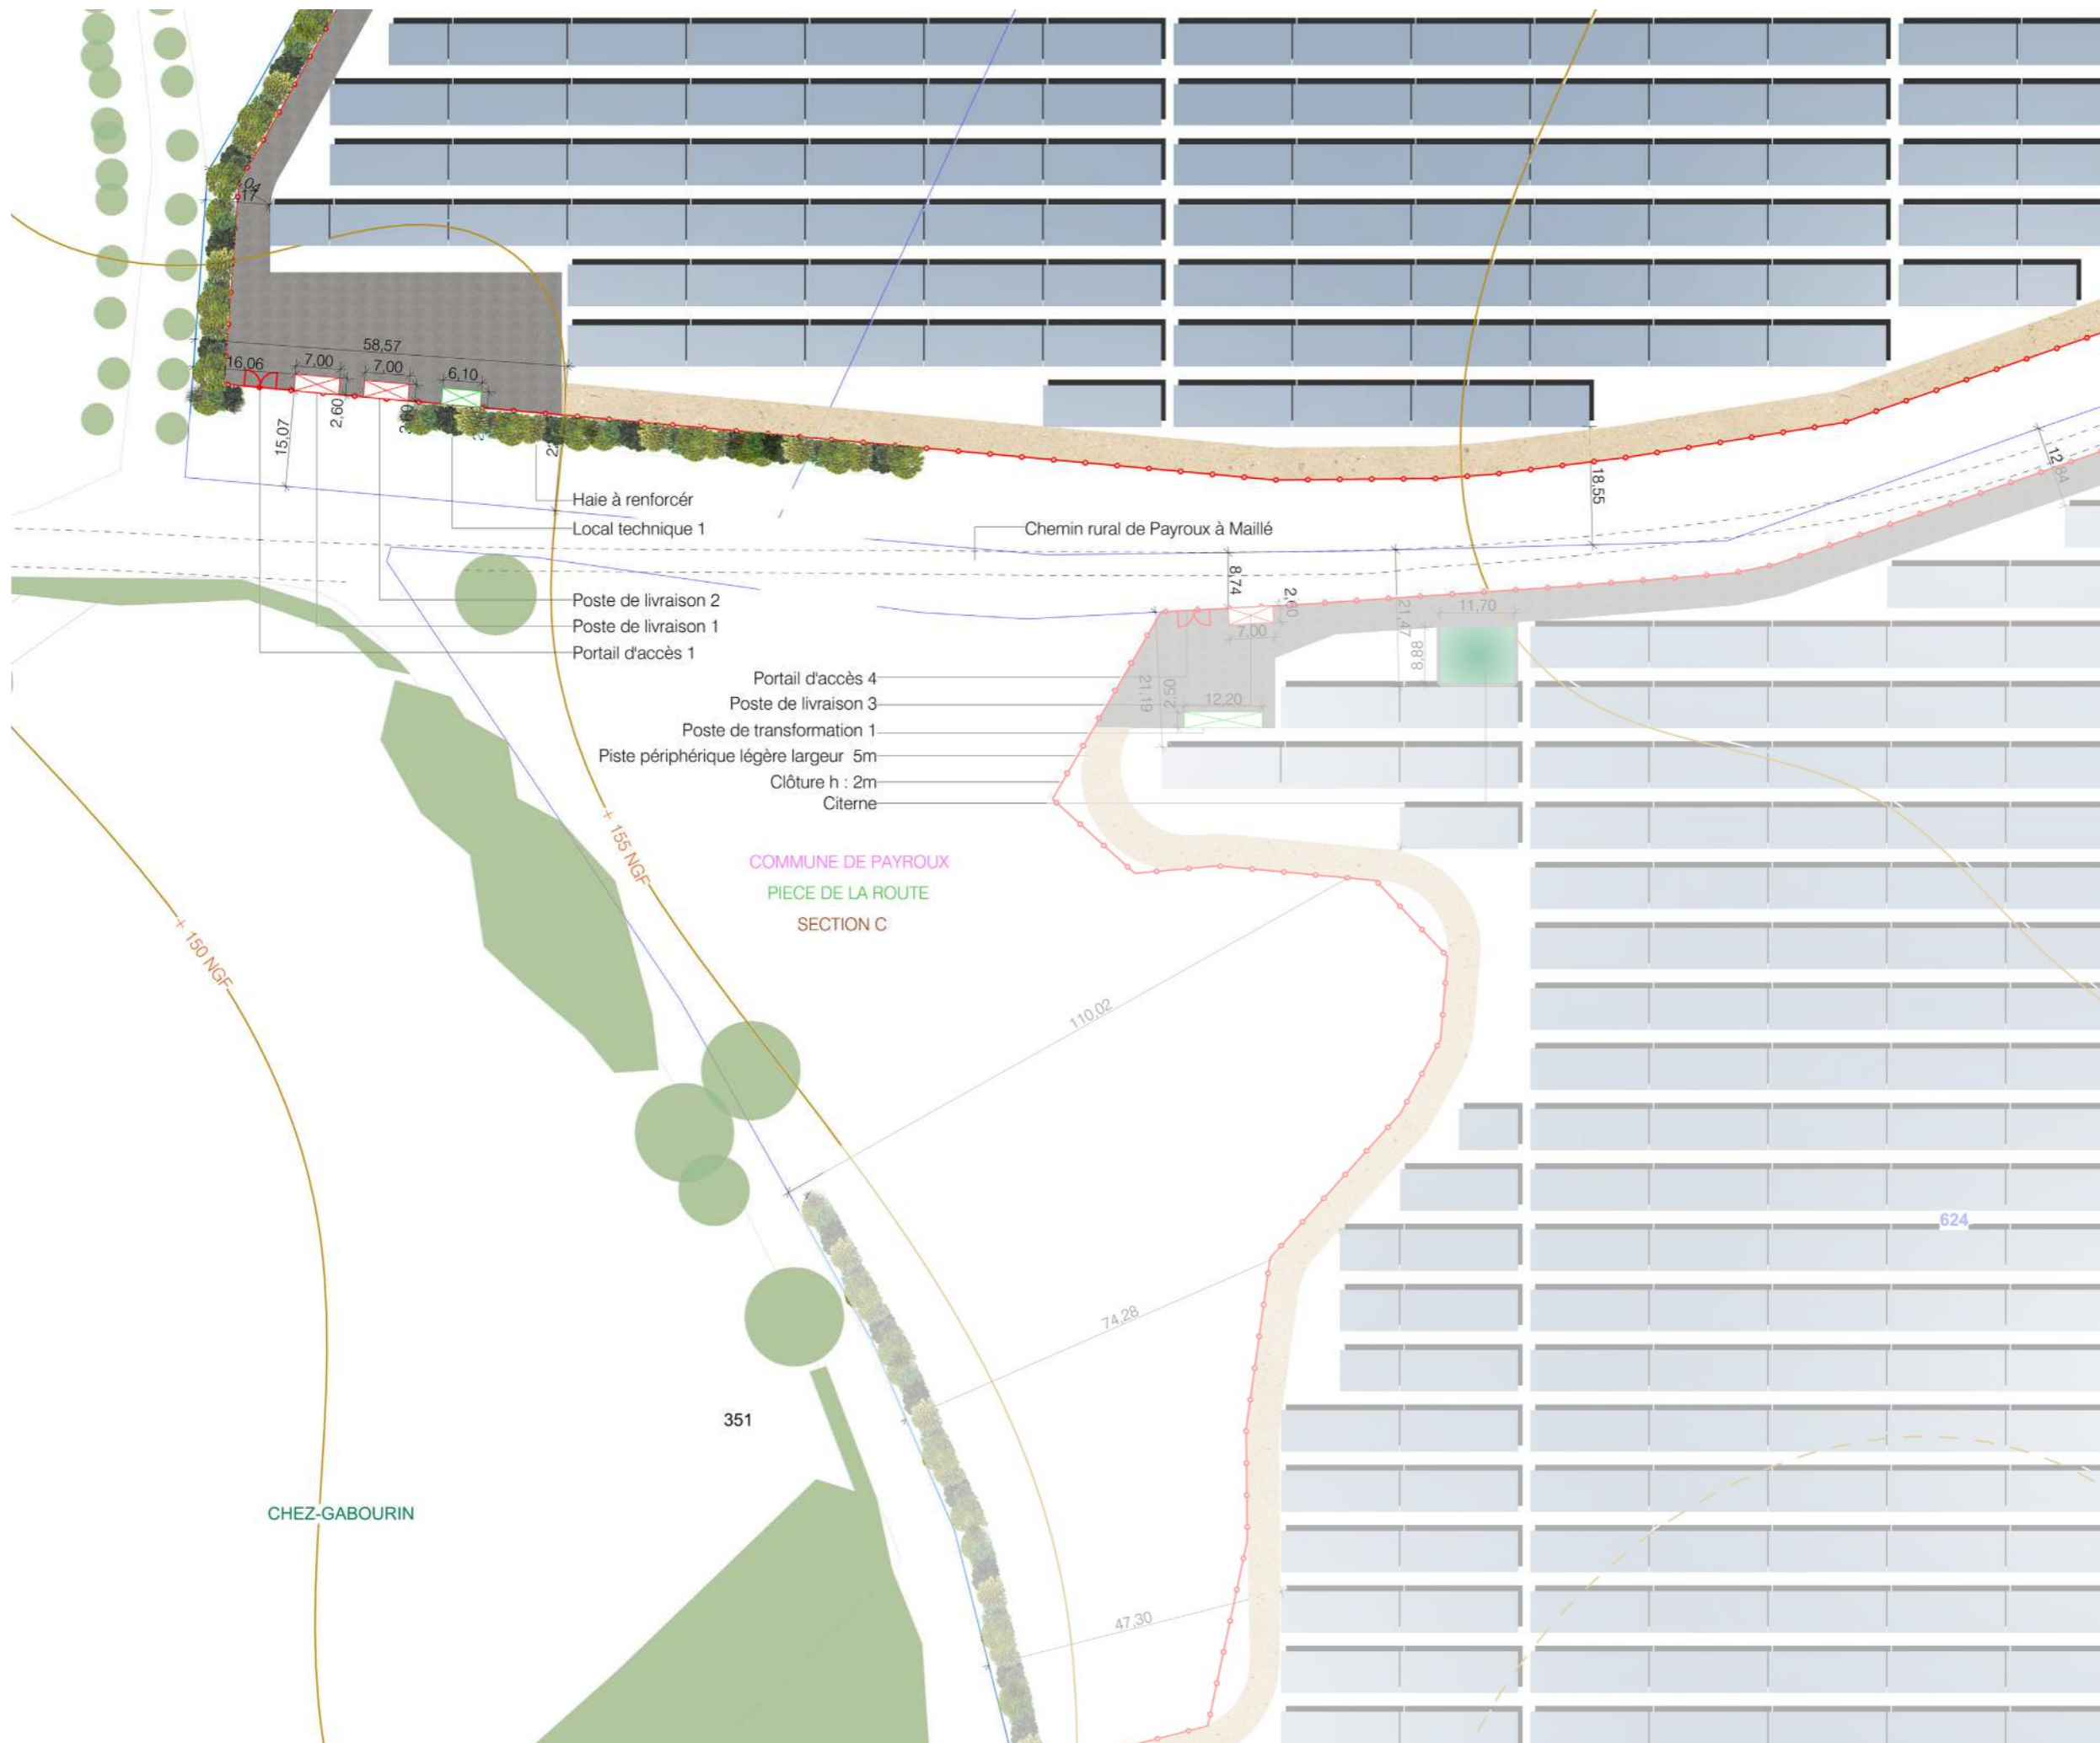 58,57
16,06
7,00
7,00
6,10
2,60
15,07
18,55
Haie à renforcér
Local technique 1
Chemin rural de Payroux à Maillé
Poste de livraison 2
Poste de livraison 1
Portail d'accès 1
8,74
2,60
7,00
21,47
11,70
8,88
12,84
Portail d'accès 4
Poste de livraison 3
Poste de transformation 1
Piste périphérique légère largeur 5m
Clôture h : 2m
Citerne
21,19
2,50
12,20
+ 155 NGF
COMMUNE DE PAYROUX
PIECE DE LA ROUTE
SECTION C
+ 150 NGF
110,02
624
74,28
351
CHEZ-GABOURIN
47,30